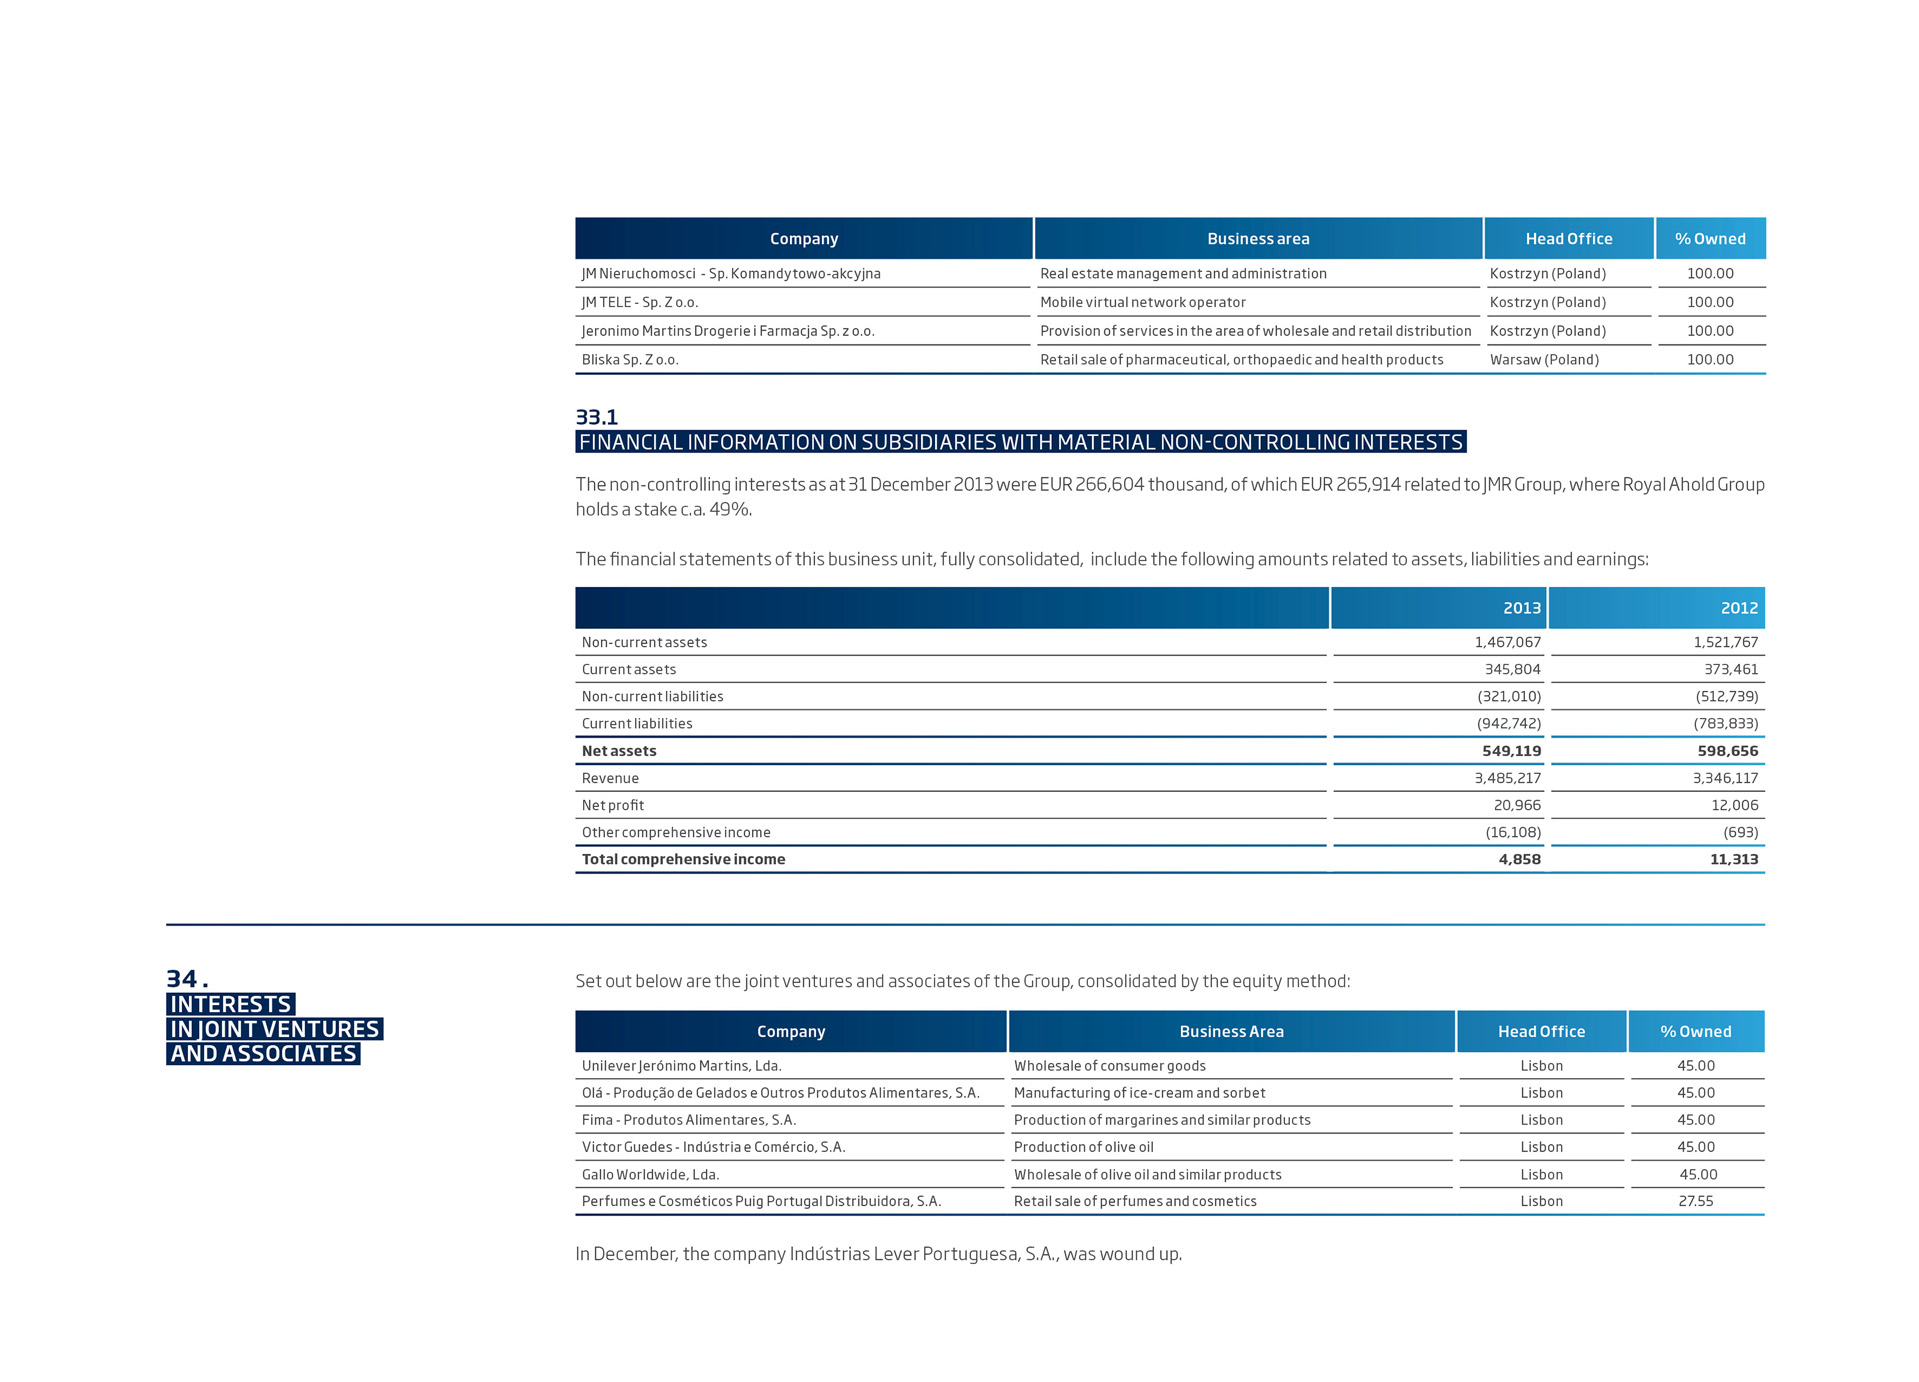 Company Business area Head Office % Owned
JM Nieruchomosci - Sp. Komandytowo-akcyjna Real estate management and administration Kostrzyn (Poland) 100.00
JM TELE - Sp. Z o.o. Mobile virtual network operator Kostrzyn (Poland) 100.00
Jeronimo Martins Drogerie i Farmacja Sp. z o.o. Provision of services in the area of wholesale and retail distribution Kostrzyn (Poland) 100.00
Bliska Sp. Z o.o. Retail sale of pharmaceutical, orthopaedic and health products Warsaw (Poland) 100.00
33.1
FINANCIAL INFORMATION ON SUBSIDIARIES WITH MATERIAL NON-CONTROLLING INTERESTS
The non-controlling interests as at 31 December 2013 were EUR 266,604 thousand, of which EUR 265,914 related to JMR Group, where Royal Ahold Group
holds a stake c.a. 49%.
The financial statements of this business unit, fully consolidated, include the following amounts related to assets, liabilities and earnings:
2013 2012
Non-current assets 1,467,067 1,521,767
Current assets 345,804 373,461
Non-current liabilities (321,010) (512,739)
Current liabilities (942,742) (783,833)
Net assets 549,119 598,656
Revenue 3,485,217 3,346,117
Net profit 20,966 12,006
Other comprehensive income (16,108) (693)
Total comprehensive income 4,858 11,313
34 .
INTERESTS
IN JOINT VENTURES
AND ASSOCIATES
Set out below are the joint ventures and associates of the Group, consolidated by the equity method:
Company Business Area Head Office % Owned
Unilever Jerónimo Martins, Lda. Wholesale of consumer goods Lisbon 45.00
Olá - Produção de Gelados e Outros Produtos Alimentares, S.A. Manufacturing of ice-cream and sorbet Lisbon 45.00
Fima - Produtos Alimentares, S.A. Production of margarines and similar products Lisbon 45.00
Victor Guedes - Indústria e Comércio, S.A. Production of olive oil Lisbon 45.00
Gallo Worldwide, Lda. Wholesale of olive oil and similar products Lisbon 45.00
Perfumes e Cosméticos Puig Portugal Distribuidora, S.A. Retail sale of perfumes and cosmetics Lisbon 27.55
In December, the company Indústrias Lever Portuguesa, S.A., was wound up.